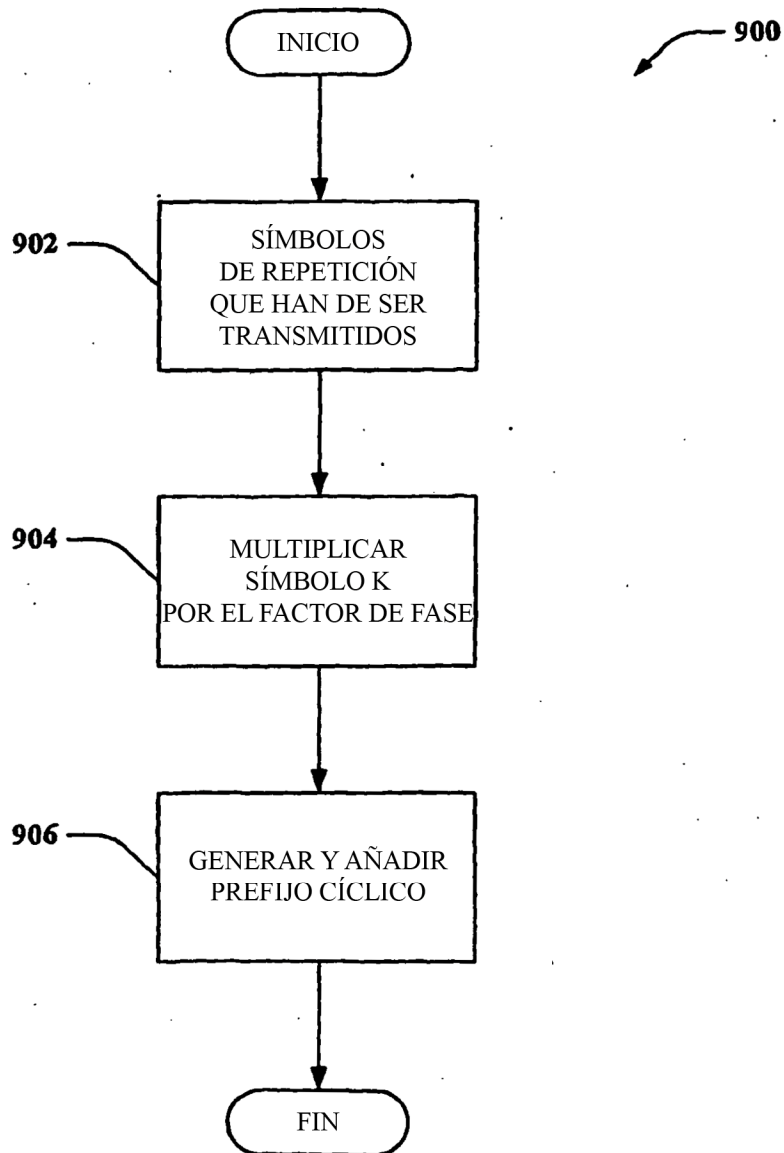 INICIO
900
902
SÍMBOLOS
DE REPETICIÓN
QUE HAN DE SER
TRANSMITIDOS
904
MULTIPLICAR
SÍMBOLO K
POR EL FACTOR DE FASE
906
GENERAR Y AÑADIR
PREFIJO CÍCLICO
FIN